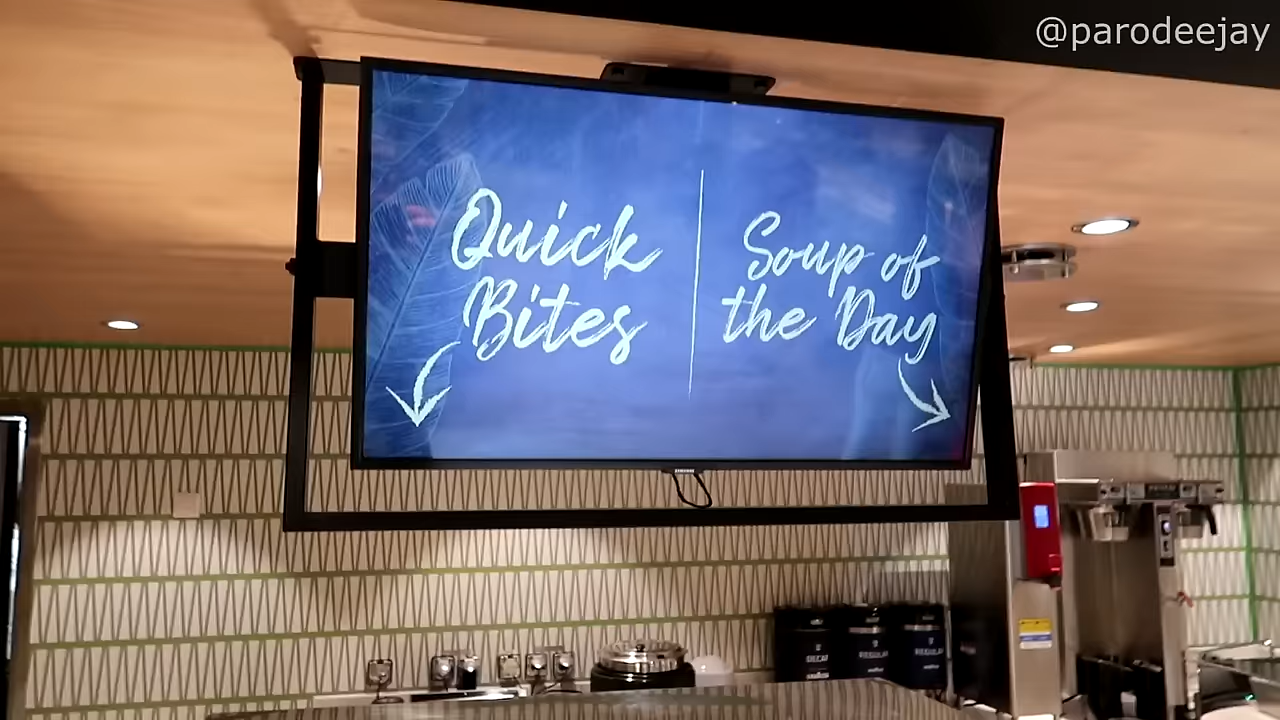 @parodeejay
Quick
Bites
Soup of
the Day
SAMSUNG
DECAF
REGULAR
REGULAR